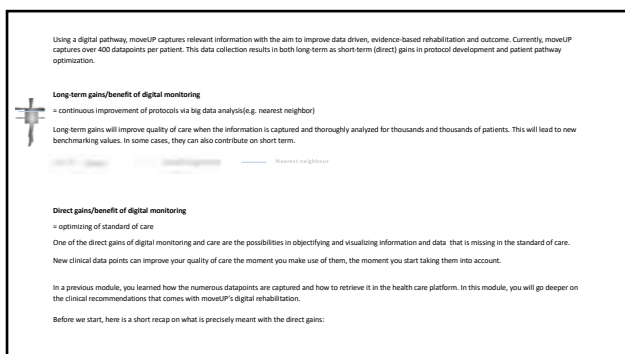 Using a digital pathway, moveUP captures relevant information with the aim to improve data driven, evidence-based rehabilitation and outcome. Currently, moveUP
captures over 400 datapoints per patient. This data collection results in both long-term as short-term (direct) gains in protocol development and patient pathway
optimization.
Long-term gains/benefit of digital monitoring
= continuous improvement of protocols via big data analysis(e.g. nearest neighbor)
Long-term gains will improve quality of care when the information is captured and thoroughly analyzed for thousands and thousands of patients. This will lead to new
benchmarking values. In some cases, they can also contribute on short term.
Nearest neighbour
Direct gains/benefit of digital monitoring
= optimizing of standard of care
One of the direct gains of digital monitoring and care are the possibilities in objectifying and visualizing information and data that is missing in the standard of care.
New clinical data points can improve your quality of care the moment you make use of them, the moment you start taking them into account.
In a previous module, you learned how the numerous datapoints are captured and how to retrieve it in the health care platform. In this module, you will go deeper on
the clinical recommendations that comes with moveUP's digital rehabilitation.
Before we start, here is a short recap on what is precisely meant with the direct gains: